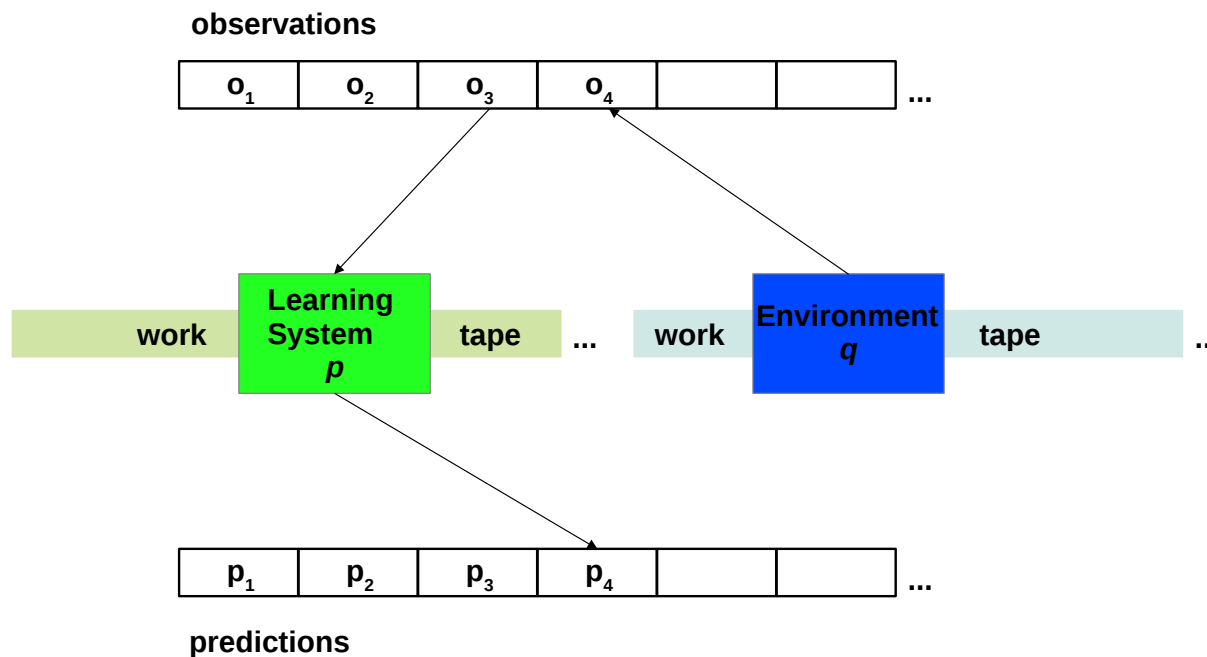 observations
o₁ o₂ o₃ o₄ ...
Learning
System
p
work tape ...
Environment
q
work tape ..
p₁ p₂ p₃ p₄ ...
predictions